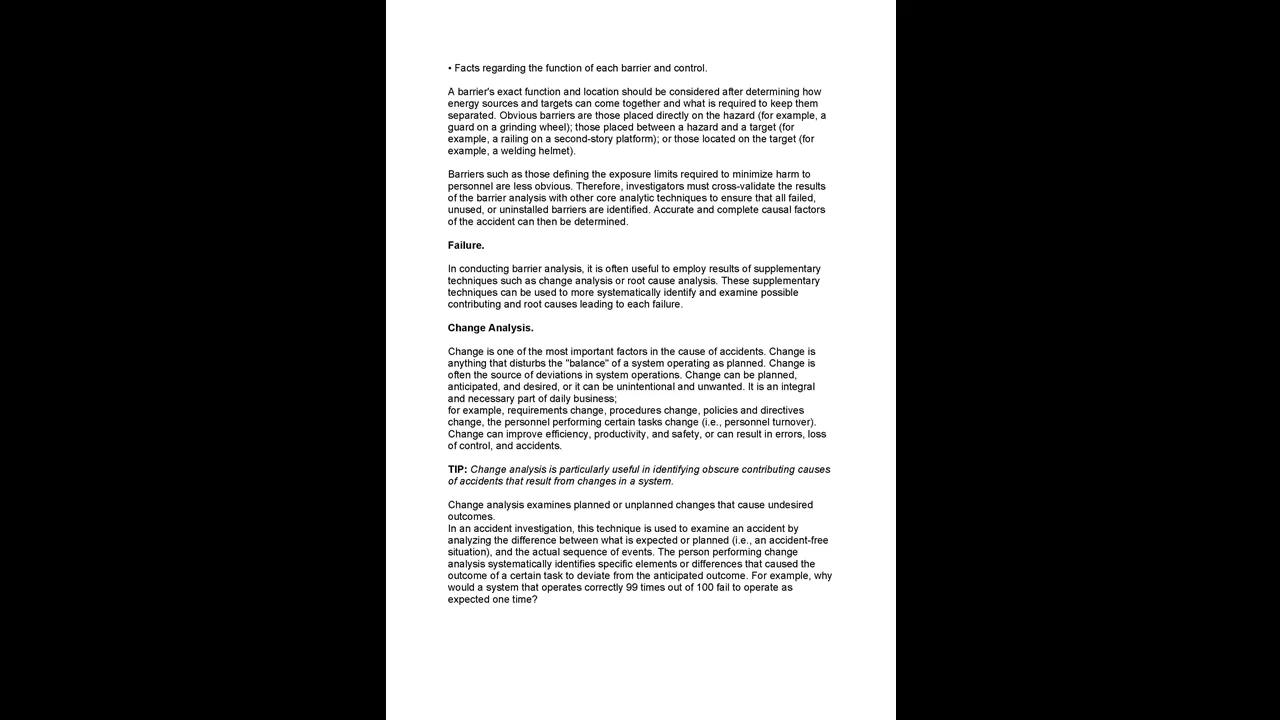 • Facts regarding the function of each barrier and control.
A barrier's exact function and location should be considered after determining how
energy sources and targets can come together and what is required to keep them
separated. Obvious barriers are those placed directly on the hazard (for example, a
guard on a grinding wheel); those placed between a hazard and a target (for
example, a railing on a second-story platform); or those located on the target (for
example, a welding helmet).
Barriers such as those defining the exposure limits required to minimize harm to
personnel are less obvious. Therefore, investigators must cross-validate the results
of the barrier analysis with other core analytic techniques to ensure that all failed,
unused, or uninstalled barriers are identified. Accurate and complete causal factors
of the accident can then be determined.
Failure.
In conducting barrier analysis, it is often useful to employ results of supplementary
techniques such as change analysis or root cause analysis. These supplementary
techniques can be used to more systematically identify and examine possible
contributing and root causes leading to each failure.
Change Analysis.
Change is one of the most important factors in the cause of accidents. Change is
anything that disturbs the "balance" of a system operating as planned. Change is
often the source of deviations in system operations. Change can be planned,
anticipated, and desired, or it can be unintentional and unwanted. It is an integral
and necessary part of daily business;
for example, requirements change, procedures change, policies and directives
change, the personnel performing certain tasks change (i.e., personnel turnover).
Change can improve efficiency, productivity, and safety, or can result in errors, loss
of control, and accidents.
TIP: Change analysis is particularly useful in identifying obscure contributing causes
of accidents that result from changes in a system.
Change analysis examines planned or unplanned changes that cause undesired
outcomes.
In an accident investigation, this technique is used to examine an accident by
analyzing the difference between what is expected or planned (i.e., an accident-free
situation), and the actual sequence of events. The person performing change
analysis systematically identifies specific elements or differences that caused the
outcome of a certain task to deviate from the anticipated outcome. For example, why
would a system that operates correctly 99 times out of 100 fail to operate as
expected one time?